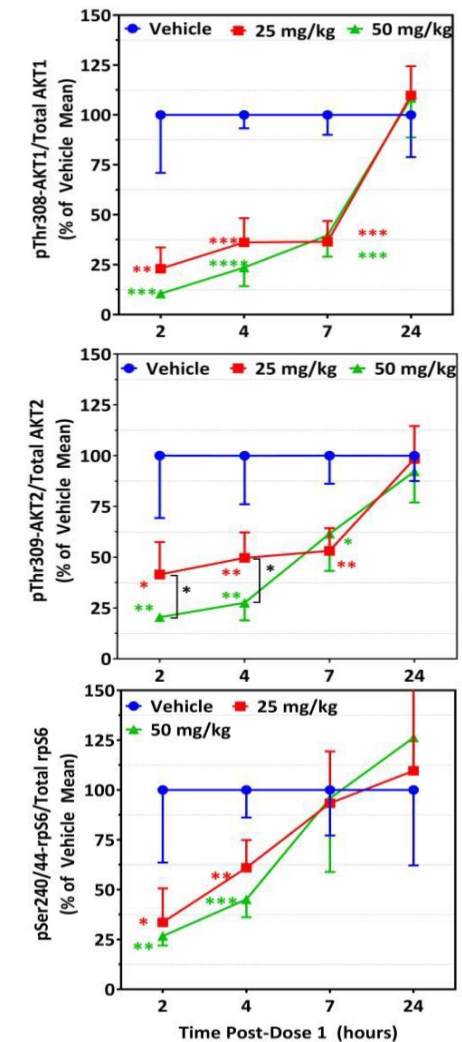 150
Vehicle 25 mg/kg 50 mg/kg
125
100
75
50
25
0
pThr308-AKT1/Total AKT1
(% of Vehicle Mean)
**
***
***
****
***
***
2 4 7 24
150
Vehicle 25 mg/kg 50 mg/kg
125
100
75
50
25
0
pThr309-AKT2/Total AKT2
(% of Vehicle Mean)
*
**
*
**
**
*
*
**
2 4 7 24
150
Vehicle 25 mg/kg
50 mg/kg
125
100
75
50
25
0
pSer240/44-rpS6/Total rpS6
(% of Vehicle Mean)
*
**
**
***
2 4 7 24
Time Post-Dose 1 (hours)